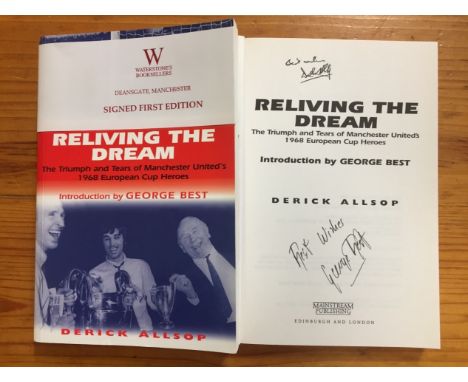 W
WATERSTONE'S
BOOKSELLERS
DEANSGATE, MANCHESTER
SIGNED FIRST EDITION
RELIVING THE
DREAM
The Triumph and Tears of Manchester United's
1968 European Cup Heroes
Introduction by GEORGE BEST
DERICK ALLSOP
RELIVING THE
DREAM
The Triumph and Tears of Manchester United's
1968 European Cup Heroes
Introduction by GEORGE BEST
DERICK ALLSOP
Best Wishes
George Best
MAINSTREAM
PUBLISHING
EDINBURGH AND LONDON